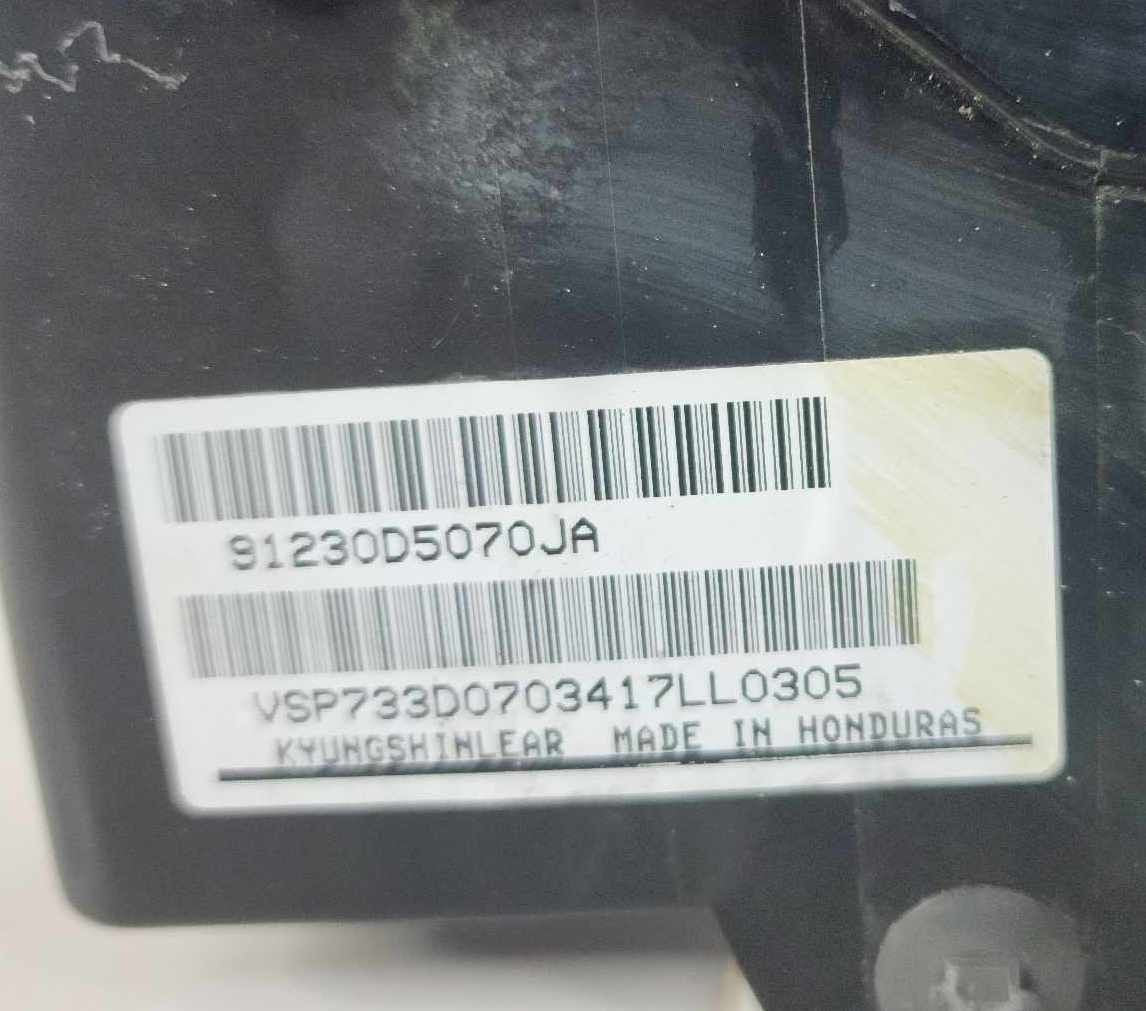 91230D5070JA
VSP733D0703417LL0305
KYUNGSHINLEAR MADE IN HONDURAS